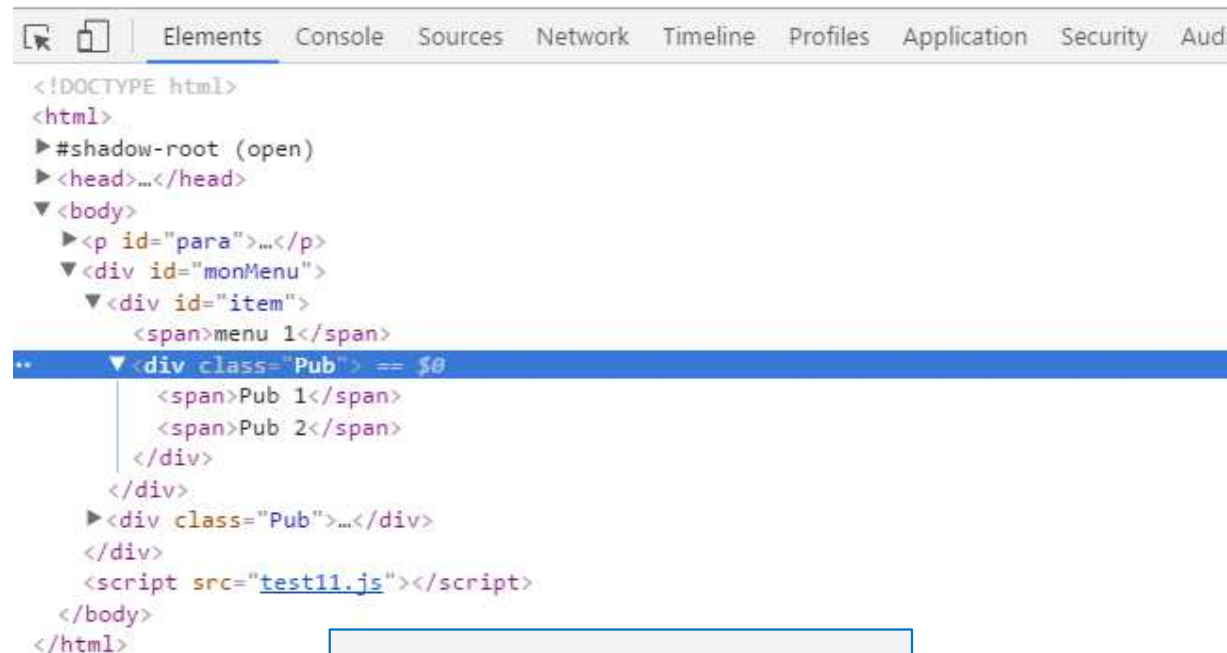 Elements Console Sources Network Timeline Profiles Application Security Aud
<!DOCTYPE html>
<html>
▶#shadow-root (open)
▶<head>…</head>
▼<body>
▶<p id="para">…</p>
▼<div id="monMenu">
▼<div id="item">
<span>menu 1</span>
▼<div class="Pub"> == $0
<span>Pub 1</span>
<span>Pub 2</span>
</div>
</div>
▶<div class="Pub">…</div>
</div>
<script src="test11.js"></script>
</body>
</html>